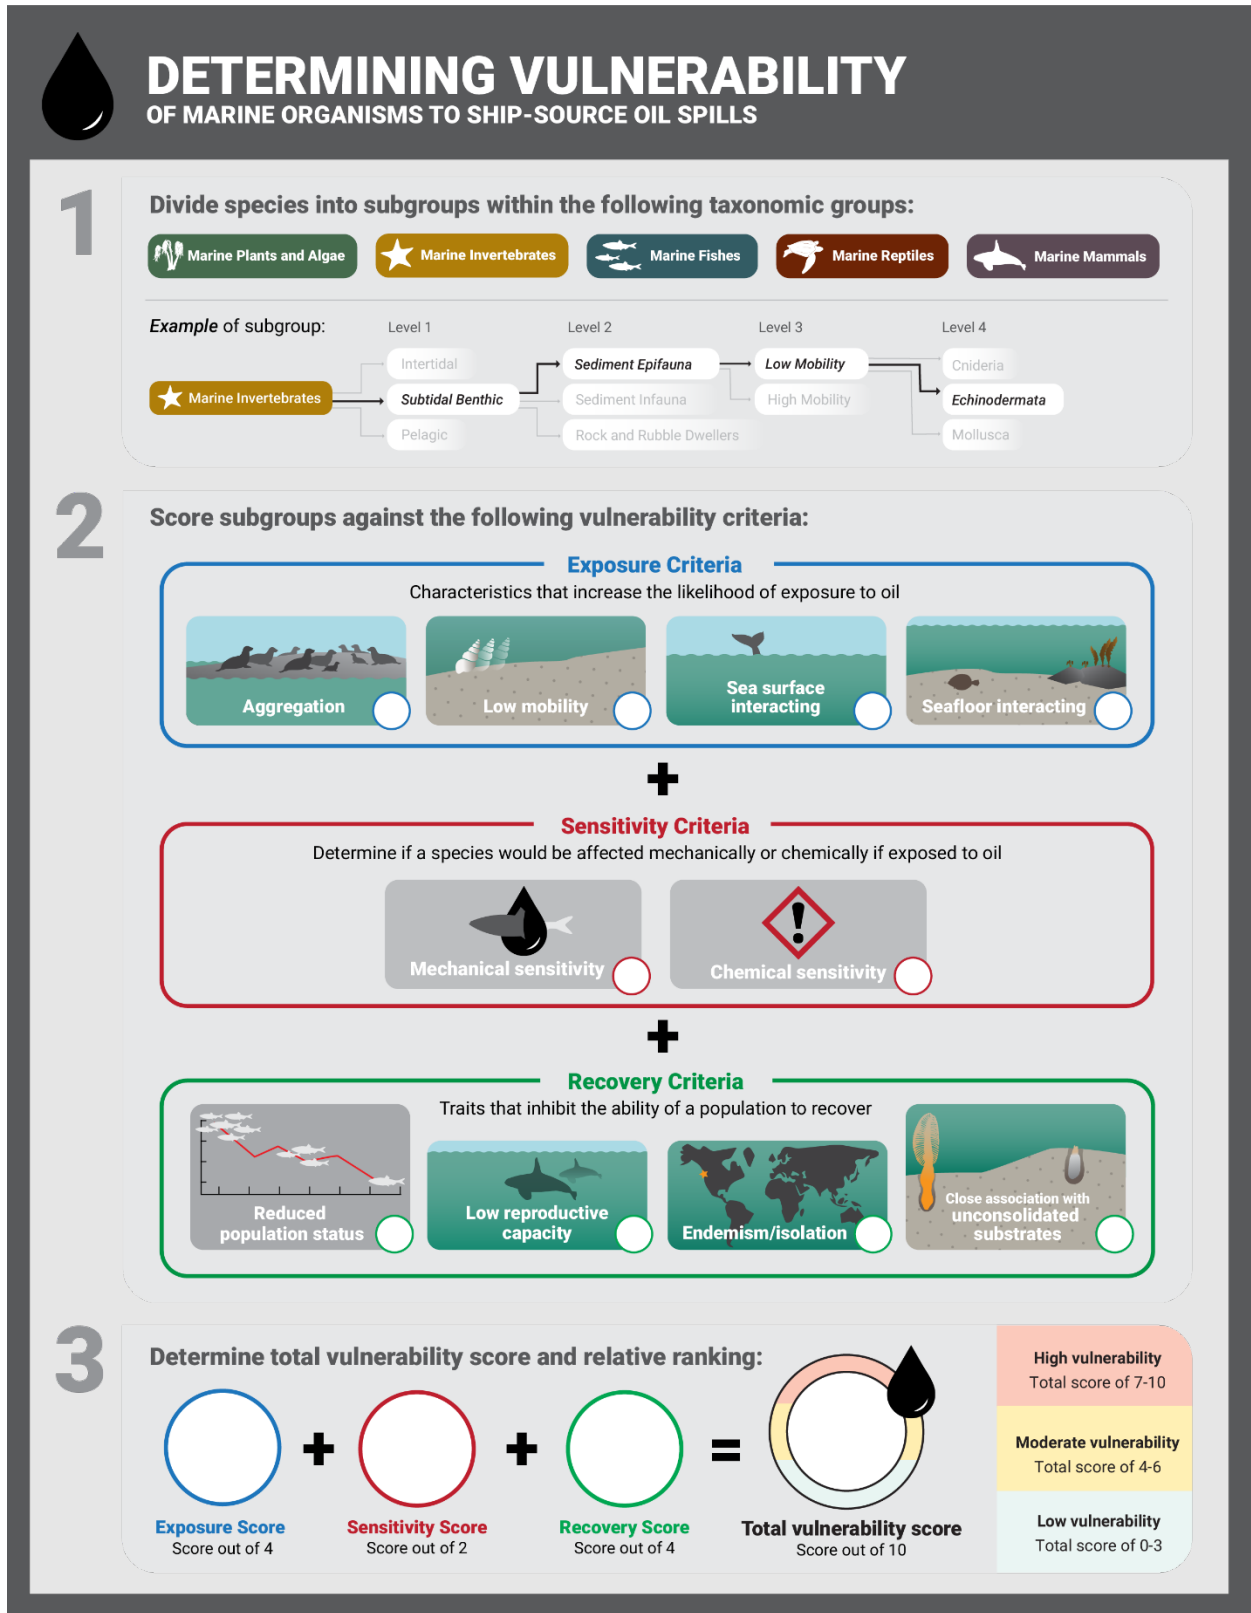 DETERMINING VULNERABILITY
OF MARINE ORGANISMS TO SHIP-SOURCE OIL SPILLS
1
Divide species into subgroups within the following taxonomic groups:
Marine Plants and Algae
Marine Invertebrates
Marine Fishes
Marine Reptiles
Marine Mammals
Example of subgroup:
Level 1
Level 2
Level 3
Level 4
Marine Invertebrates
Intertidal
Subtidal Benthic
Pelagic
Sediment Epifauna
Sediment Infauna
Rock and Rubble Dwellers
Low Mobility
High Mobility
Cnideria
Echinodermata
Mollusca
2
Score subgroups against the following vulnerability criteria:
Exposure Criteria
Characteristics that increase the likelihood of exposure to oil
Aggregation
Low mobility
Sea surface
interacting
Seafloor interacting
+
Sensitivity Criteria
Determine if a species would be affected mechanically or chemically if exposed to oil
Mechanical sensitivity
Chemical sensitivity
+
Recovery Criteria
Traits that inhibit the ability of a population to recover
Reduced
population status
Low reproductive
capacity
Endemism/isolation
Close association with
unconsolidated
substrates
3
Determine total vulnerability score and relative ranking:
+
+
=
Exposure Score
Score out of 4
Sensitivity Score
Score out of 2
Recovery Score
Score out of 4
Total vulnerability score
Score out of 10
High vulnerability
Total score of 7-10
Moderate vulnerability
Total score of 4-6
Low vulnerability
Total score of 0-3